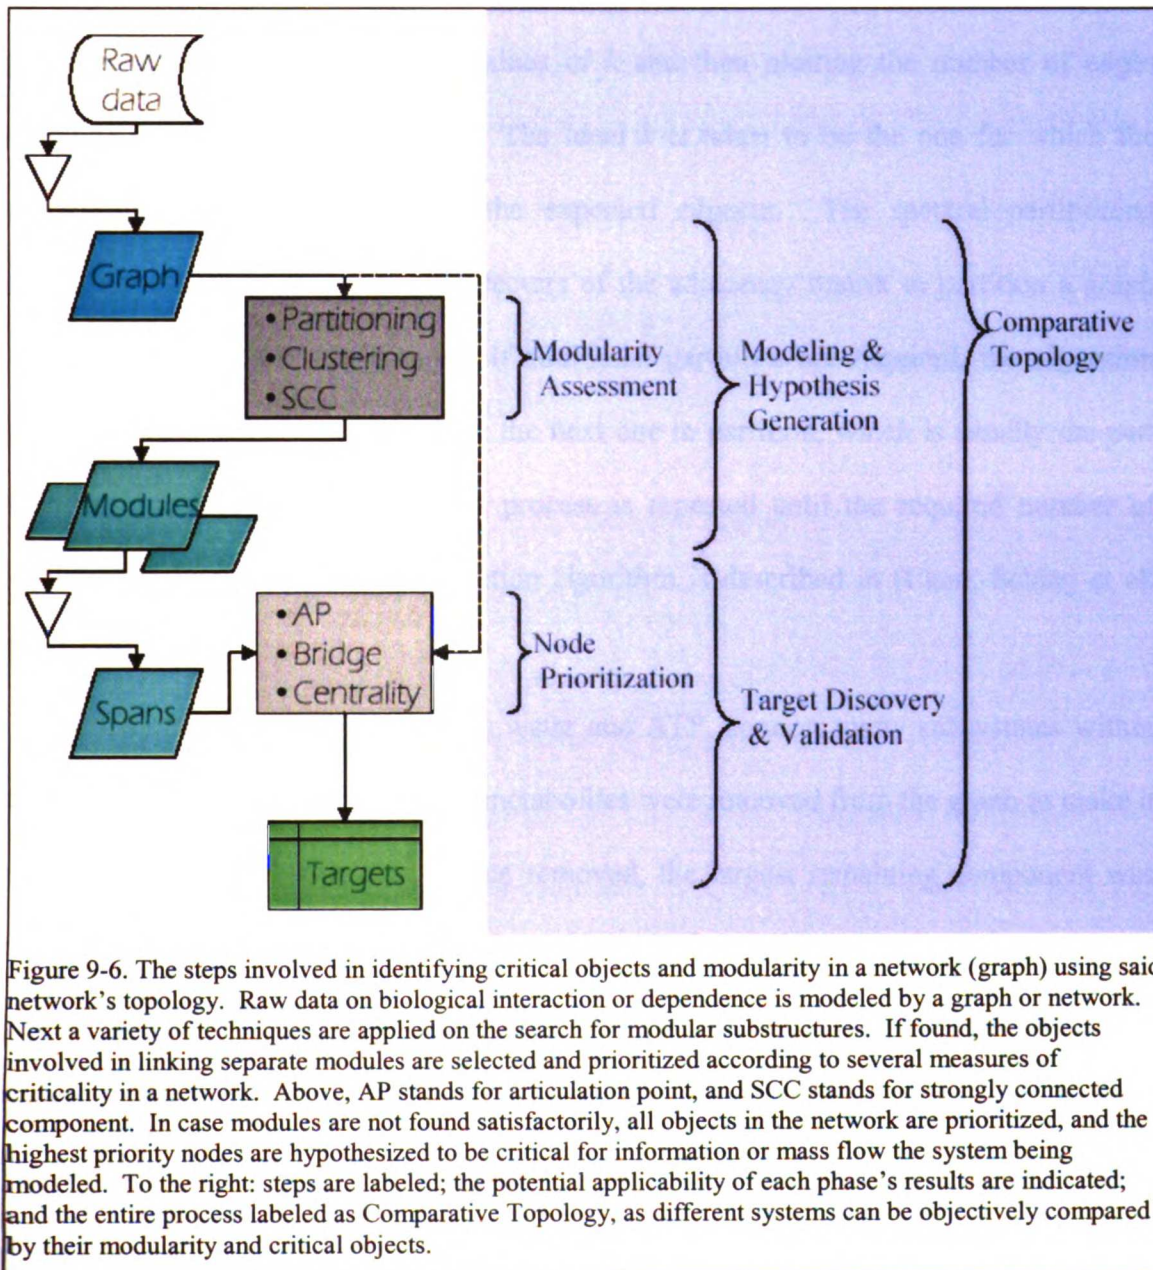 Raw
data
Graph
• Partitioning
• Clustering
• SCC
Modularity
Assessment
Modeling &
Hypothesis
Generation
Comparative
Topology
Modules
• AP
• Bridge
• Centrality
Node
Prioritization
Spans
Target Discovery
& Validation
Targets
Figure 9-6. The steps involved in identifying critical objects and modularity in a network (graph) using said
network's topology. Raw data on biological interaction or dependence is modeled by a graph or network.
Next a variety of techniques are applied on the search for modular substructures. If found, the objects
involved in linking separate modules are selected and prioritized according to several measures of
criticality in a network. Above, AP stands for articulation point, and SCC stands for strongly connected
component. In case modules are not found satisfactorily, all objects in the network are prioritized, and the
highest priority nodes are hypothesized to be critical for information or mass flow the system being
modeled. To the right: steps are labeled; the potential applicability of each phase's results are indicated;
and the entire process labeled as Comparative Topology, as different systems can be objectively compared
by their modularity and critical objects.